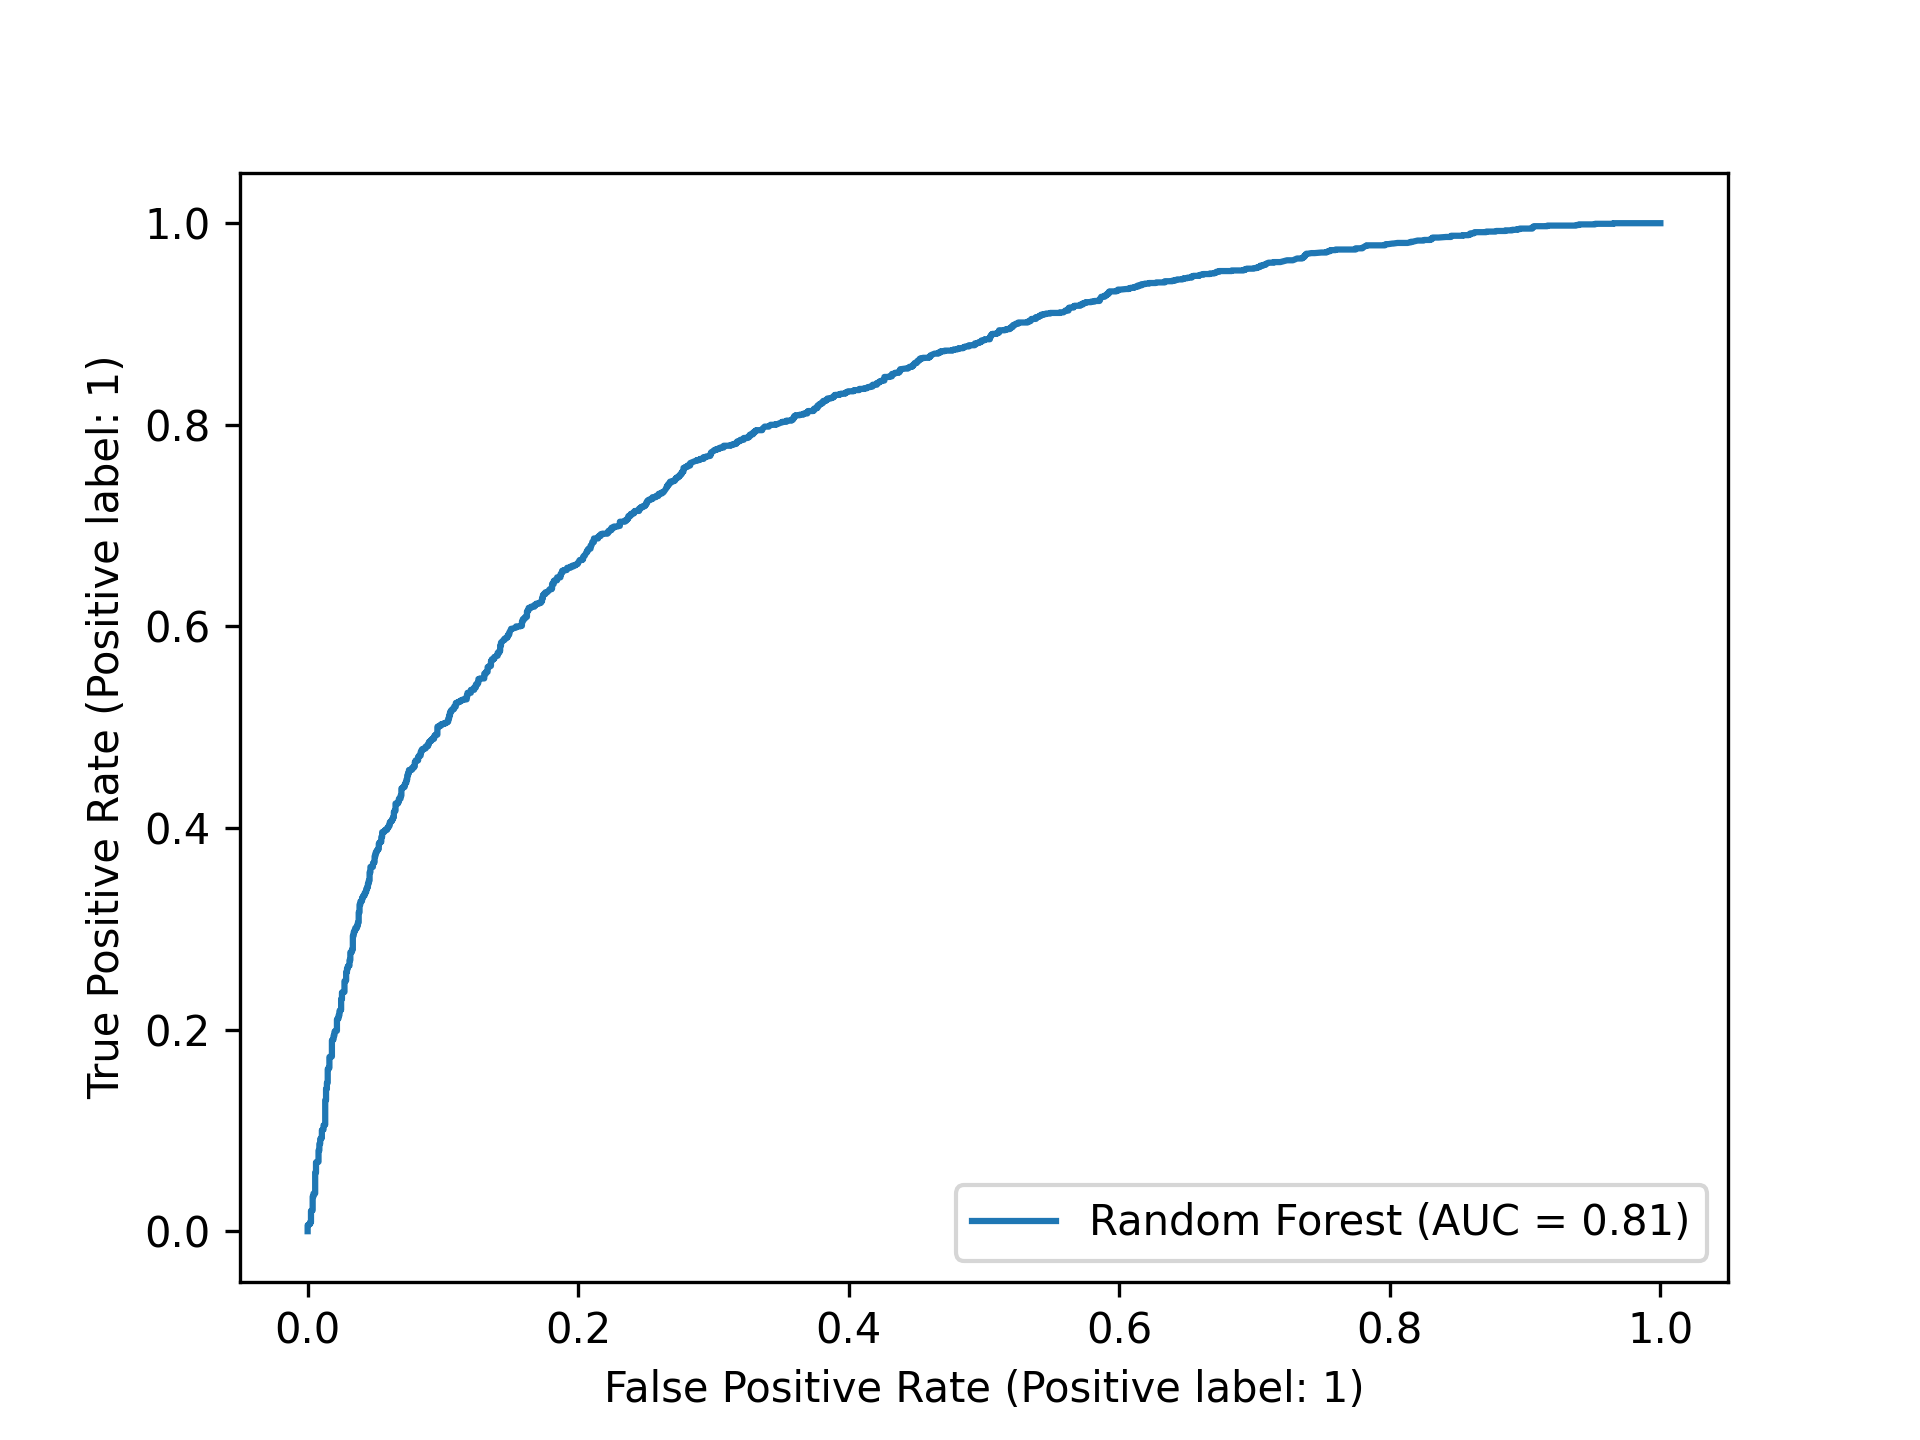 1.0
0.8
0.6
0.4
0.2
0.0
True Positive Rate (Positive label: 1)
Random Forest (AUC = 0.81)
0.0 0.2 0.4 0.6 0.8 1.0
False Positive Rate (Positive label: 1)